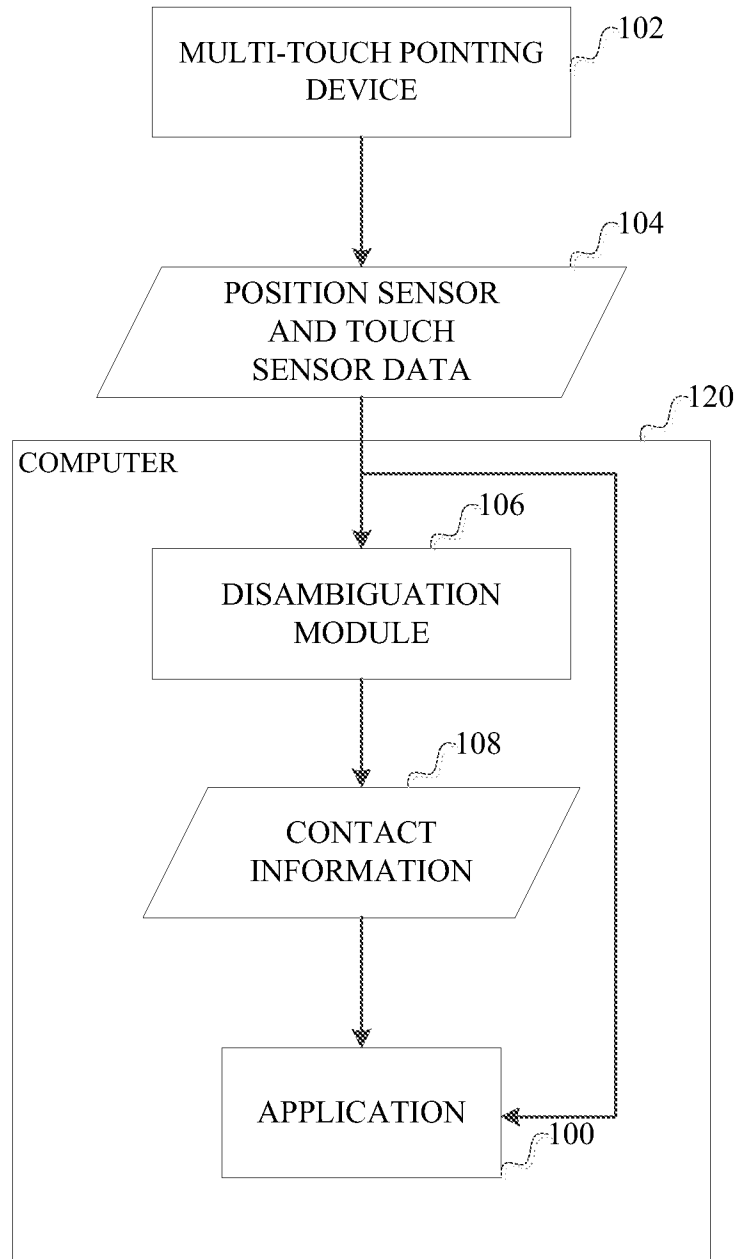 102
MULTI-TOUCH POINTING
DEVICE
104
POSITION SENSOR
AND TOUCH
SENSOR DATA
120
COMPUTER
106
DISAMBIGUATION
MODULE
108
CONTACT
INFORMATION
APPLICATION
100